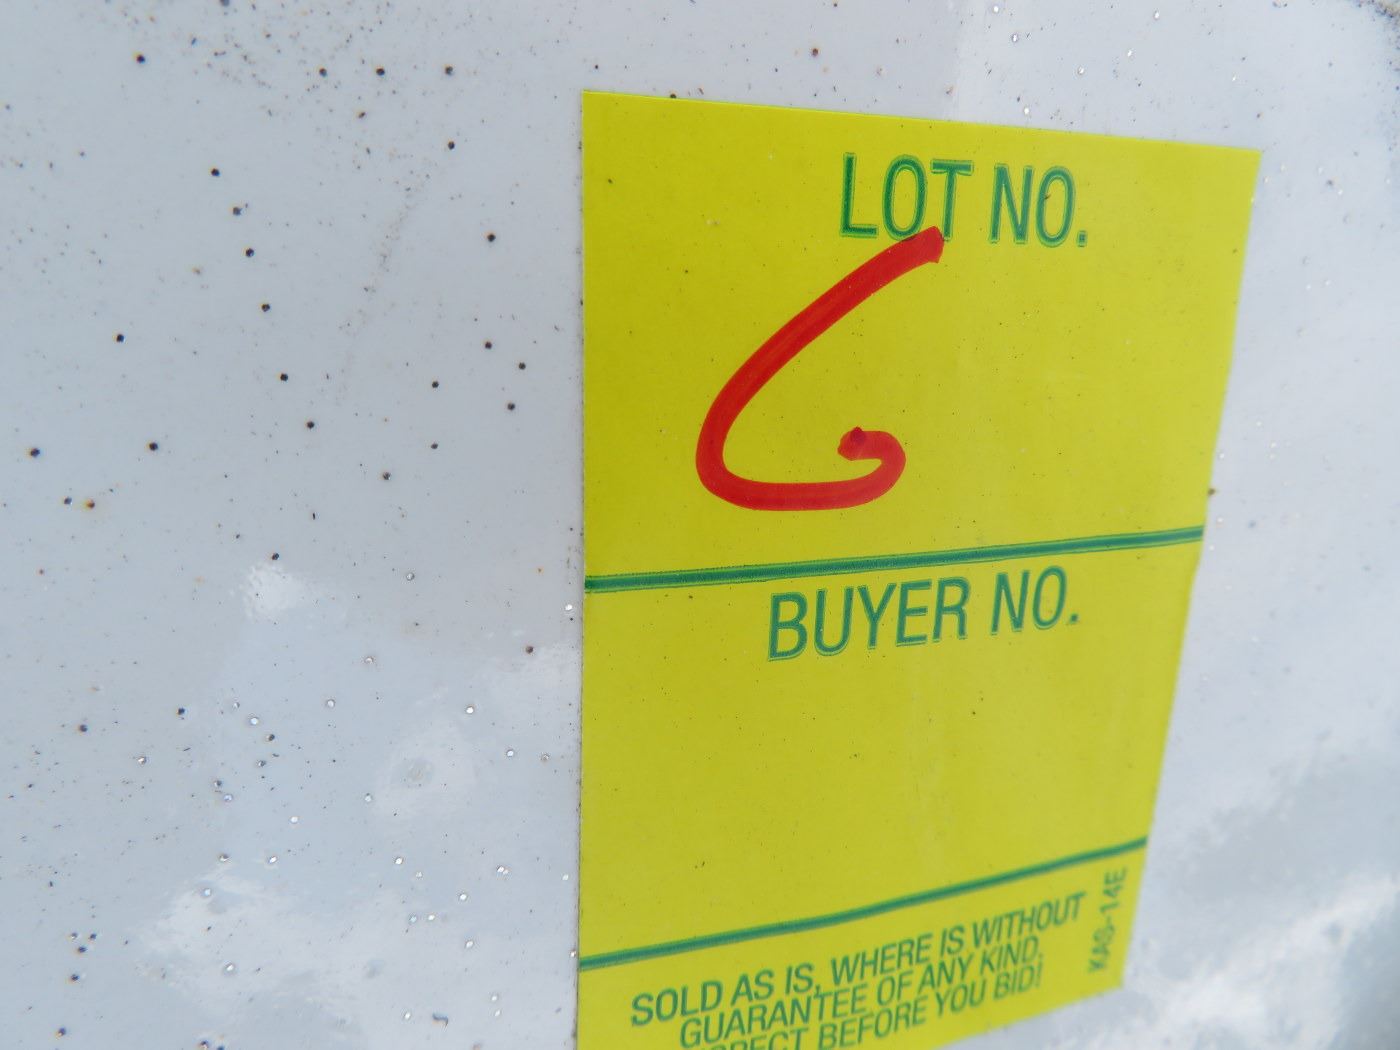 LOT NO.
6
BUYER NO.
SOLD AS IS, WHERE IS WITHOUT
GUARANTEE OF ANY KIND.
BEFORE YOU BID!
KAS-14E